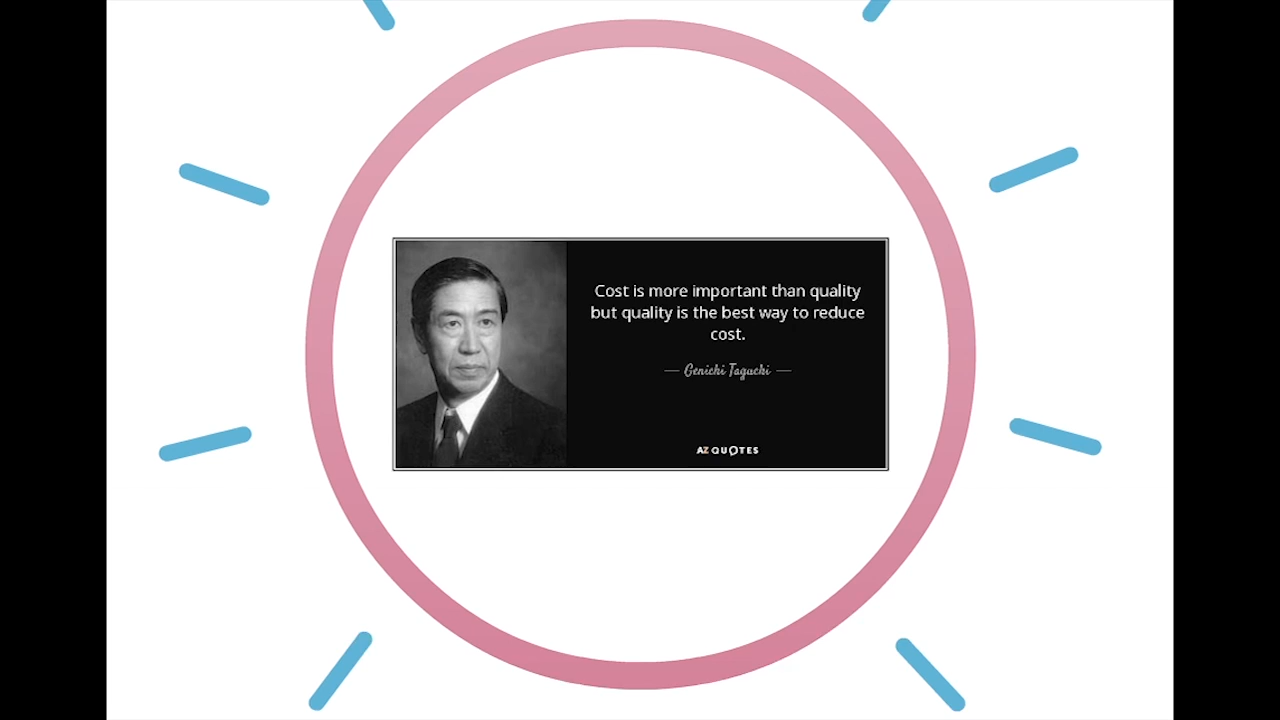 Cost is more important than quality
but quality is the best way to reduce
cost.
— Genichi Taguchi —
AZ QUOTES